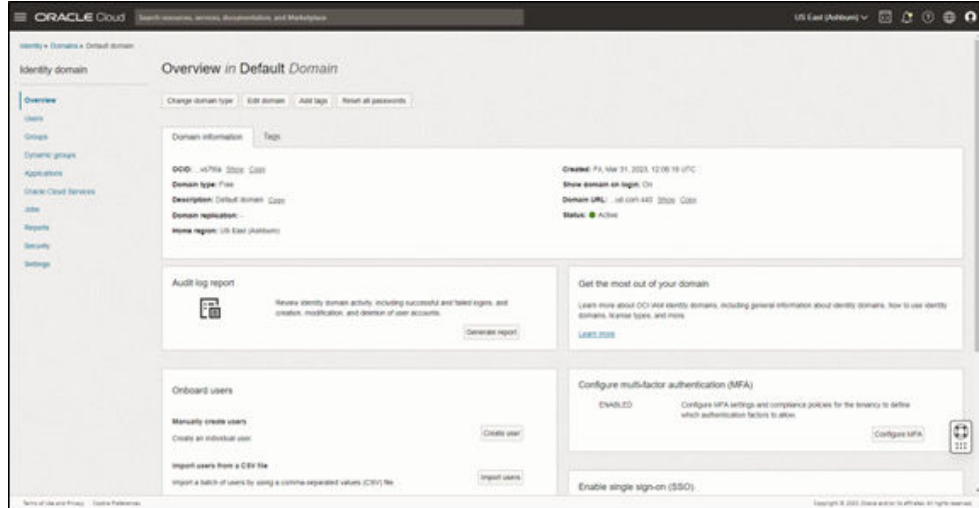 ORACLE Cloud
Search resources, services, documentation, and Marketplace
US East (Ashburn)
Identity » Domains » Default domain
Identity domain
Overview
Users
Groups
Dynamic groups
Applications
Oracle Cloud Services
Jobs
Reports
Security
Settings
Overview in Default Domain
Change domain type
Edit domain
Add tags
Reset all passwords
Domain information
Tags
OCID: Show Copy
Domain type: Free
Description: Default domain Copy
Domain replication: -
Home region: US East (Ashburn)
Created: Fri, Mar 31, 2023, UTC
Show domain on login: On
Domain URL: Show Copy
Status: Active
Audit log report
Review identity domain activity, including successful and failed logins, and
creation, modification, and deletion of user accounts.
Generate report
Get the most out of your domain
Learn more about OCI IAM identity domains, including general information about identity domains, how to use identity
domains, license types, and more.
Learn more
Onboard users
Manually create users
Create an individual user.
Create user
Import users from a CSV file
Import a batch of users by using a comma-separated values (CSV) file.
Import users
Configure multi-factor authentication (MFA)
ENABLED
Configure MFA settings and compliance policies for the tenancy to define
which authentication factors to allow.
Configure MFA
Enable single sign-on (SSO)
Terms of Use and Privacy
Cookie Preferences
Copyright © 2023, Oracle and/or its affiliates. All rights reserved.